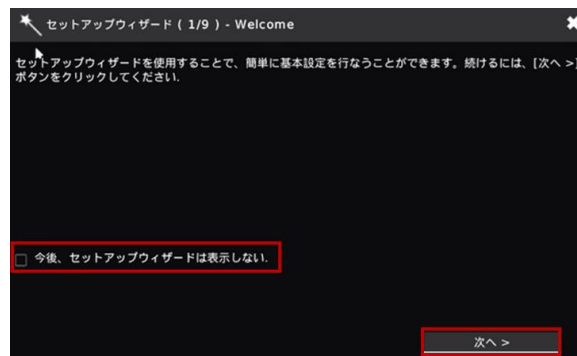 セットアップウィザード ( 1/9 ) - Welcome
セットアップウィザードを使用することで、簡単に基本設定を行なうことができます。続けるには、[次へ >]
ボタンをクリックしてください.
今後、セットアップウィザードは表示しない.
次へ >